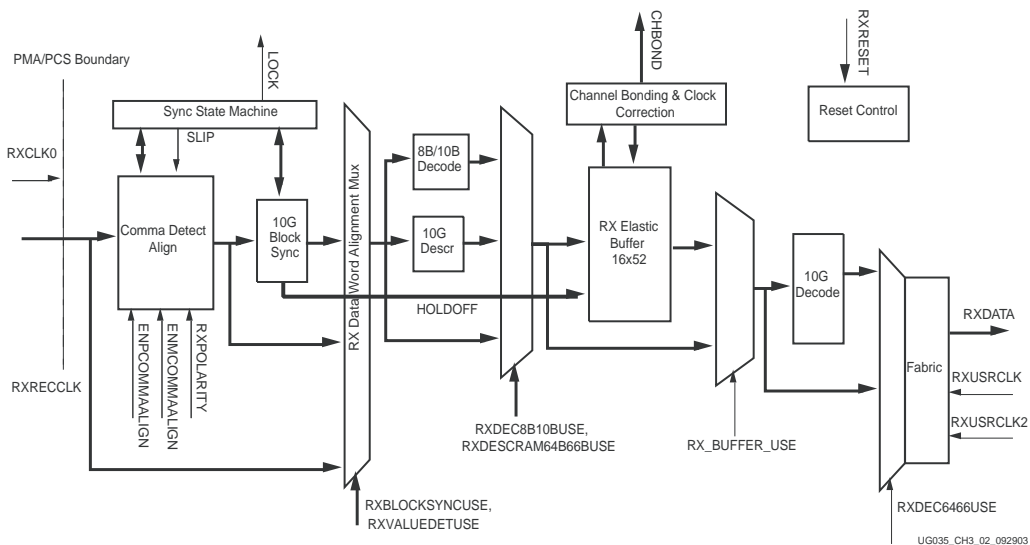 PMA/PCS Boundary
LOCK
CHBOND
RXRESET
Sync State Machine
SLIP
Channel Bonding & Clock
Correction
Reset Control
RXCLK0
Comma Detect
Align
10G
Block
Sync
RX Data Word Alignment Mux
8B/10B
Decode
10G
Descr
HOLDOFF
RX Elastic
Buffer
16x52
10G
Decode
Fabric
RXDATA
RXUSRCLK
RXUSRCLK2
RXRECCLK
ENPCOMMAALIGN
ENMCOMMAALIGN
RXPOLARITY
RXDEC8B10BUSE,
RXDESCRAM64B66BUSE
RX_BUFFER_USE
RXBLOCKSYNCUSE,
RXVALUEDETUSE
RXDEC6466USE
UG035_CH3_02_092903